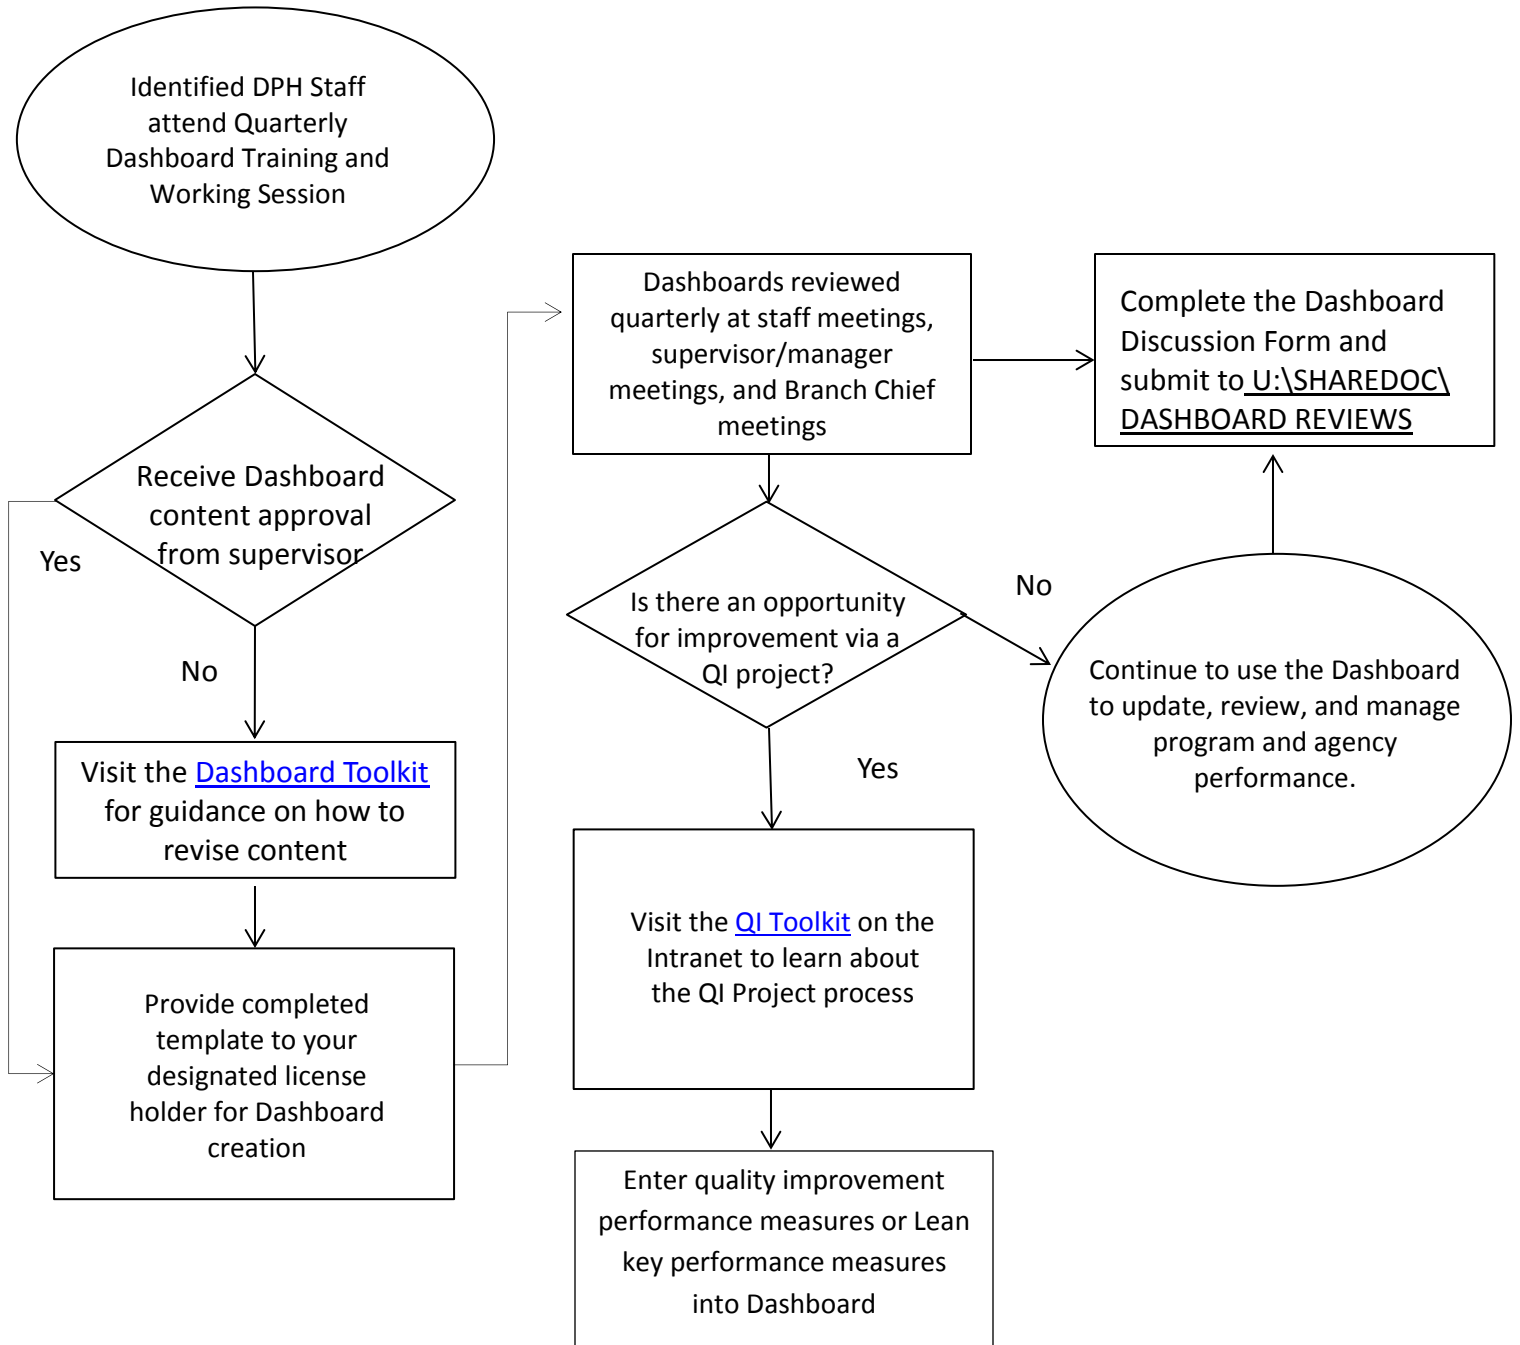 Identified DPH Staff
attend Quarterly
Dashboard Training and
Working Session
Receive Dashboard
content approval
from supervisor
Yes
No
Visit the Dashboard Toolkit
for guidance on how to
revise content
Provide completed
template to your
designated license
holder for Dashboard
creation
Dashboards reviewed
quarterly at staff meetings,
supervisor/manager
meetings, and Branch Chief
meetings
Complete the Dashboard
Discussion Form and
submit to U:\SHAREDOC\
DASHBOARD REVIEWS
Is there an opportunity
for improvement via a
QI project?
No
Continue to use the Dashboard
to update, review, and manage
program and agency
performance.
Yes
Visit the QI Toolkit on the
Intranet to learn about
the QI Project process
Enter quality improvement
performance measures or Lean
key performance measures
into Dashboard